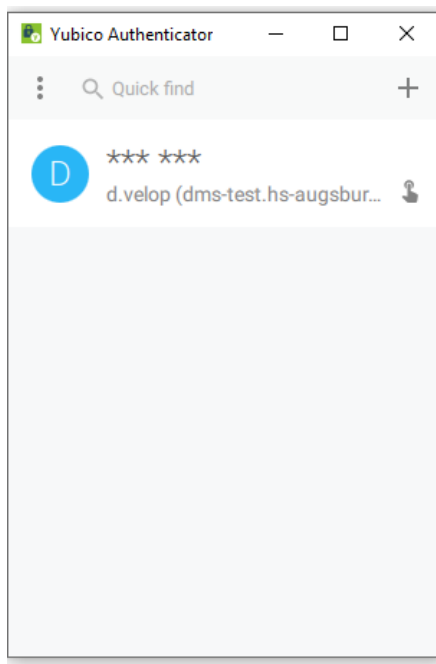 Yubico Authenticator
Quick find
D
*** ***
d.velop (dms-test.hs-augsbur...